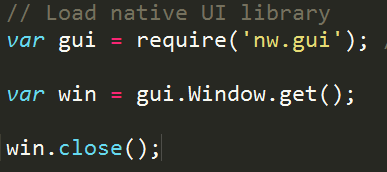 // Load native UI library
var gui = require('nw.gui'); /
var win = gui.Window.get();
win.close();